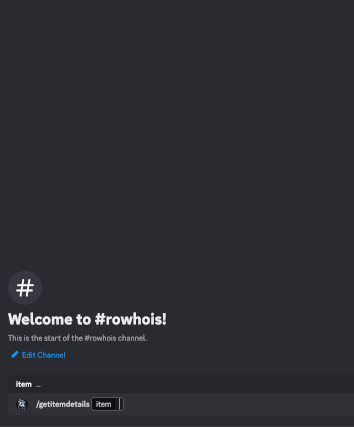 #
Welcome to #rowhois!
This is the start of the #rowhois channel.
Edit Channel
item ...
/getitemdetails item